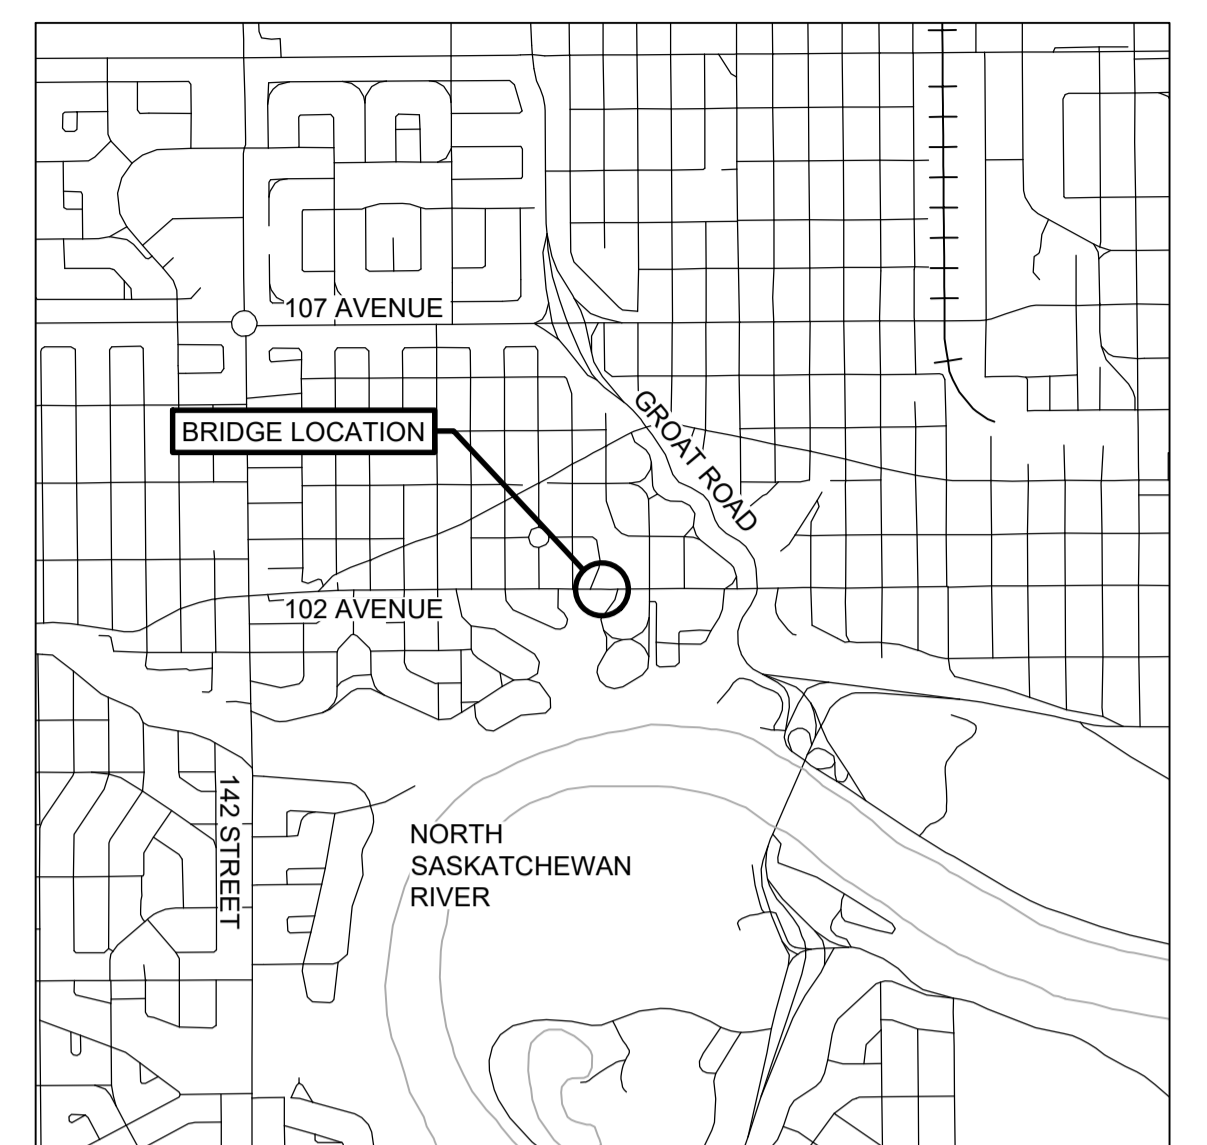 107 AVENUE
GROAT ROAD
BRIDGE LOCATION
102 AVENUE
142 STREET
NORTH
SASKATCHEWAN
RIVER